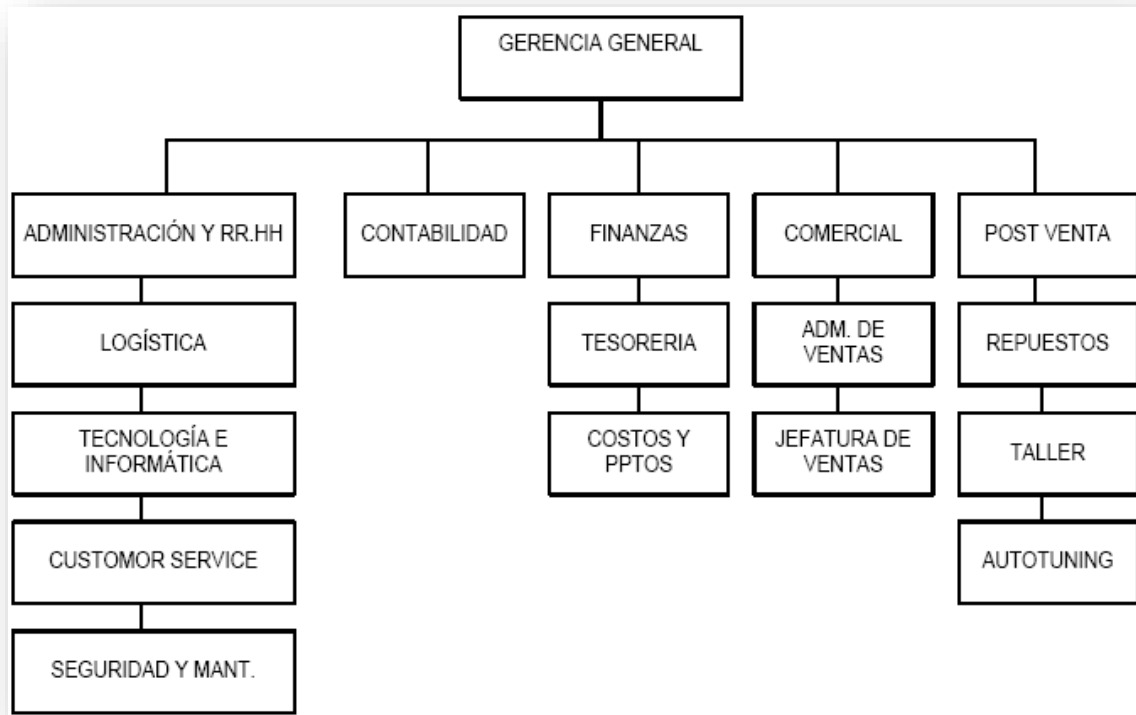 GERENCIA GENERAL
ADMINISTRACIÓN Y RR.HH
CONTABILIDAD
FINANZAS
COMERCIAL
POST VENTA
LOGÍSTICA
TESORERIA
ADM. DE
VENTAS
REPUESTOS
TECNOLOGÍA E
INFORMÁTICA
COSTOS Y
PPTOS
JEFATURA DE
VENTAS
TALLER
CUSTOMOR SERVICE
AUTOTUNING
SEGURIDAD Y MANT.